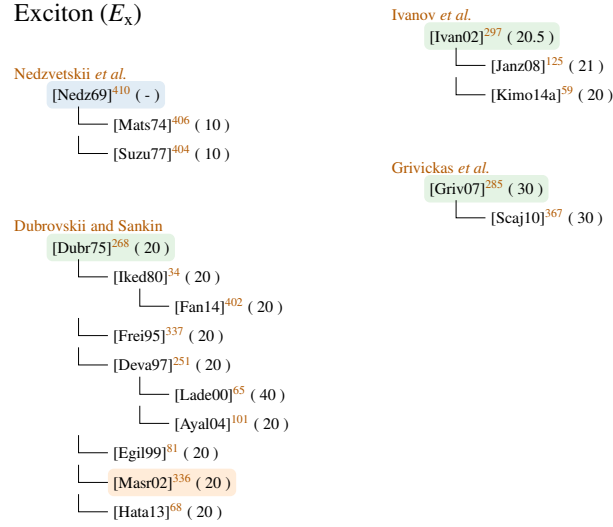 Exciton (Ex)
Nedzvetskii et al.
[Nedz69]410 ( - )
[Mats74]406 ( 10 )
[Suzu77]404 ( 10 )
Dubrovskii and Sankin
[Dubr75]268 ( 20 )
[Iked80]34 ( 20 )
[Fan14]402 ( 20 )
[Frei95]337 ( 20 )
[Deva97]251 ( 20 )
[Lade00]65 ( 40 )
[Ayal04]101 ( 20 )
[Egil99]81 ( 20 )
[Masr02]336 ( 20 )
[Hata13]68 ( 20 )
Ivanov et al.
[Ivan02]297 ( 20.5 )
[Janz08]125 ( 21 )
[Kimo14a]59 ( 20 )
Grivickas et al.
[Griv07]285 ( 30 )
[Scaj10]367 ( 30 )